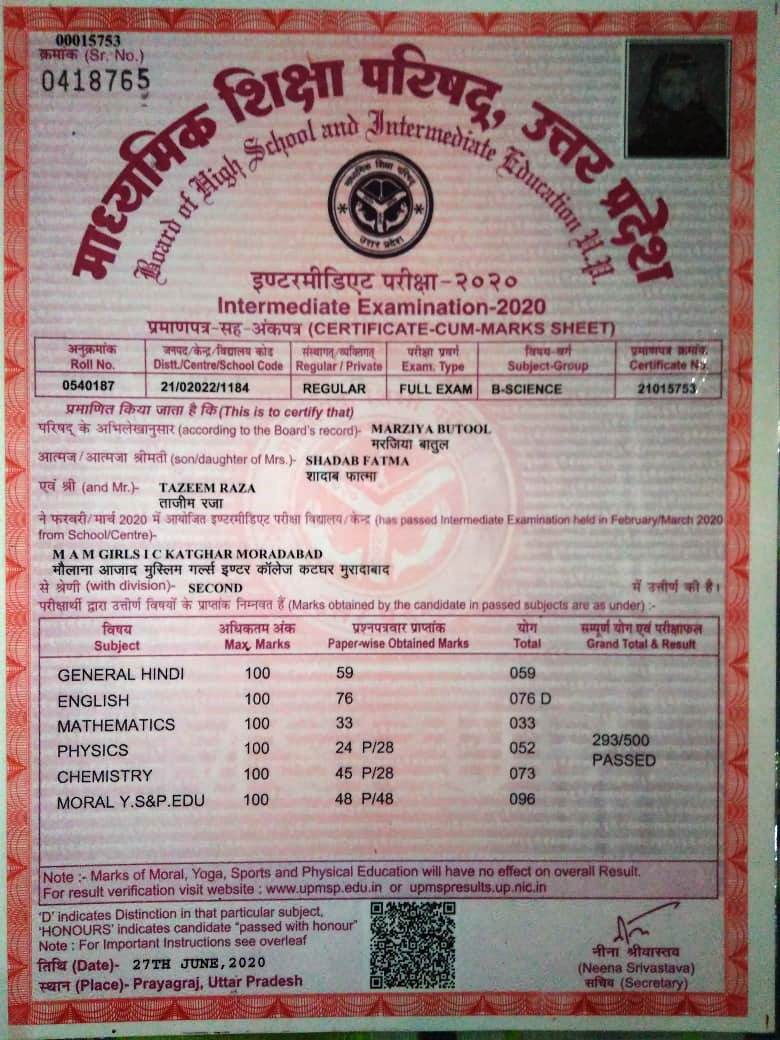 00015753
क्रमांक (Sr. No.)
0418765
माध्यमिक शिक्षा परिषद्, उत्तर प्रदेश
Board of High School and Intermediate Education U.P.
माध्यमिक शिक्षा परिषद्
उत्तर प्रदेश
इण्टरमीडिएट परीक्षा-२०२०
Intermediate Examination-2020
प्रमाणपत्र-सह-अंकपत्र (CERTIFICATE-CUM-MARKS SHEET)
अनुक्रमांक जनपद/केन्द्र/विद्यालय कोड संस्थागत/व्यक्तिगत परीक्षा प्रवर्ग विषय-वर्ग प्रमाणपत्र क्रमांक
Roll No. Distt./Centre/School Code Regular / Private Exam. Type Subject-Group Certificate No.
0540187 21/02022/1184 REGULAR FULL EXAM B-SCIENCE 21015753
प्रमाणित किया जाता है कि (This is to certify that)
परिषद् के अभिलेखानुसार (according to the Board's record)- MARZIYA BUTOOL
मरजिया बातुल
आत्मज/आत्मजा श्रीमती (son/daughter of Mrs.)- SHADAB FATMA
शादाब फात्मा
एवं श्री (and Mr.)- TAZEEM RAZA
ताजीम रजा
ने फरवरी/मार्च 2020 में आयोजित इण्टरमीडिएट परीक्षा विद्यालय/केन्द्र (has passed Intermediate Examination held in February/March 2020
from School/Centre)-
M A M GIRLS I C KATGHAR MORADABAD
मौलाना आजाद मुस्लिम गर्ल्स इण्टर कॉलेज कटघर मुरादाबाद
से श्रेणी (with division)- SECOND में उत्तीर्ण की है।
परीक्षार्थी द्वारा उत्तीर्ण विषयों के प्राप्तांक निम्नवत हैं (Marks obtained by the candidate in passed subjects are as under) :-
विषय अधिकतम अंक प्रश्नपत्रवार प्राप्तांक योग सम्पूर्ण योग एवं परीक्षाफल
Subject Max. Marks Paper-wise Obtained Marks Total Grand Total & Result
GENERAL HINDI 100 59 059
ENGLISH 100 76 076 D
MATHEMATICS 100 33 033
PHYSICS 100 24 P/28 052 293/500
CHEMISTRY 100 45 P/28 073 PASSED
MORAL Y.S&P.EDU 100 48 P/48 096
Note :- Marks of Moral, Yoga, Sports and Physical Education will have no effect on overall Result.
For result verification visit website : www.upmsp.edu.in or upmspresults.up.nic.in
'D' indicates Distinction in that particular subject,
'HONOURS' indicates candidate "passed with honour"
Note : For Important Instructions see overleaf
तिथि (Date)- 27TH JUNE,2020
स्थान (Place)- Prayagraj, Uttar Pradesh
नीना श्रीवास्तव
(Neena Srivastava)
सचिव (Secretary)